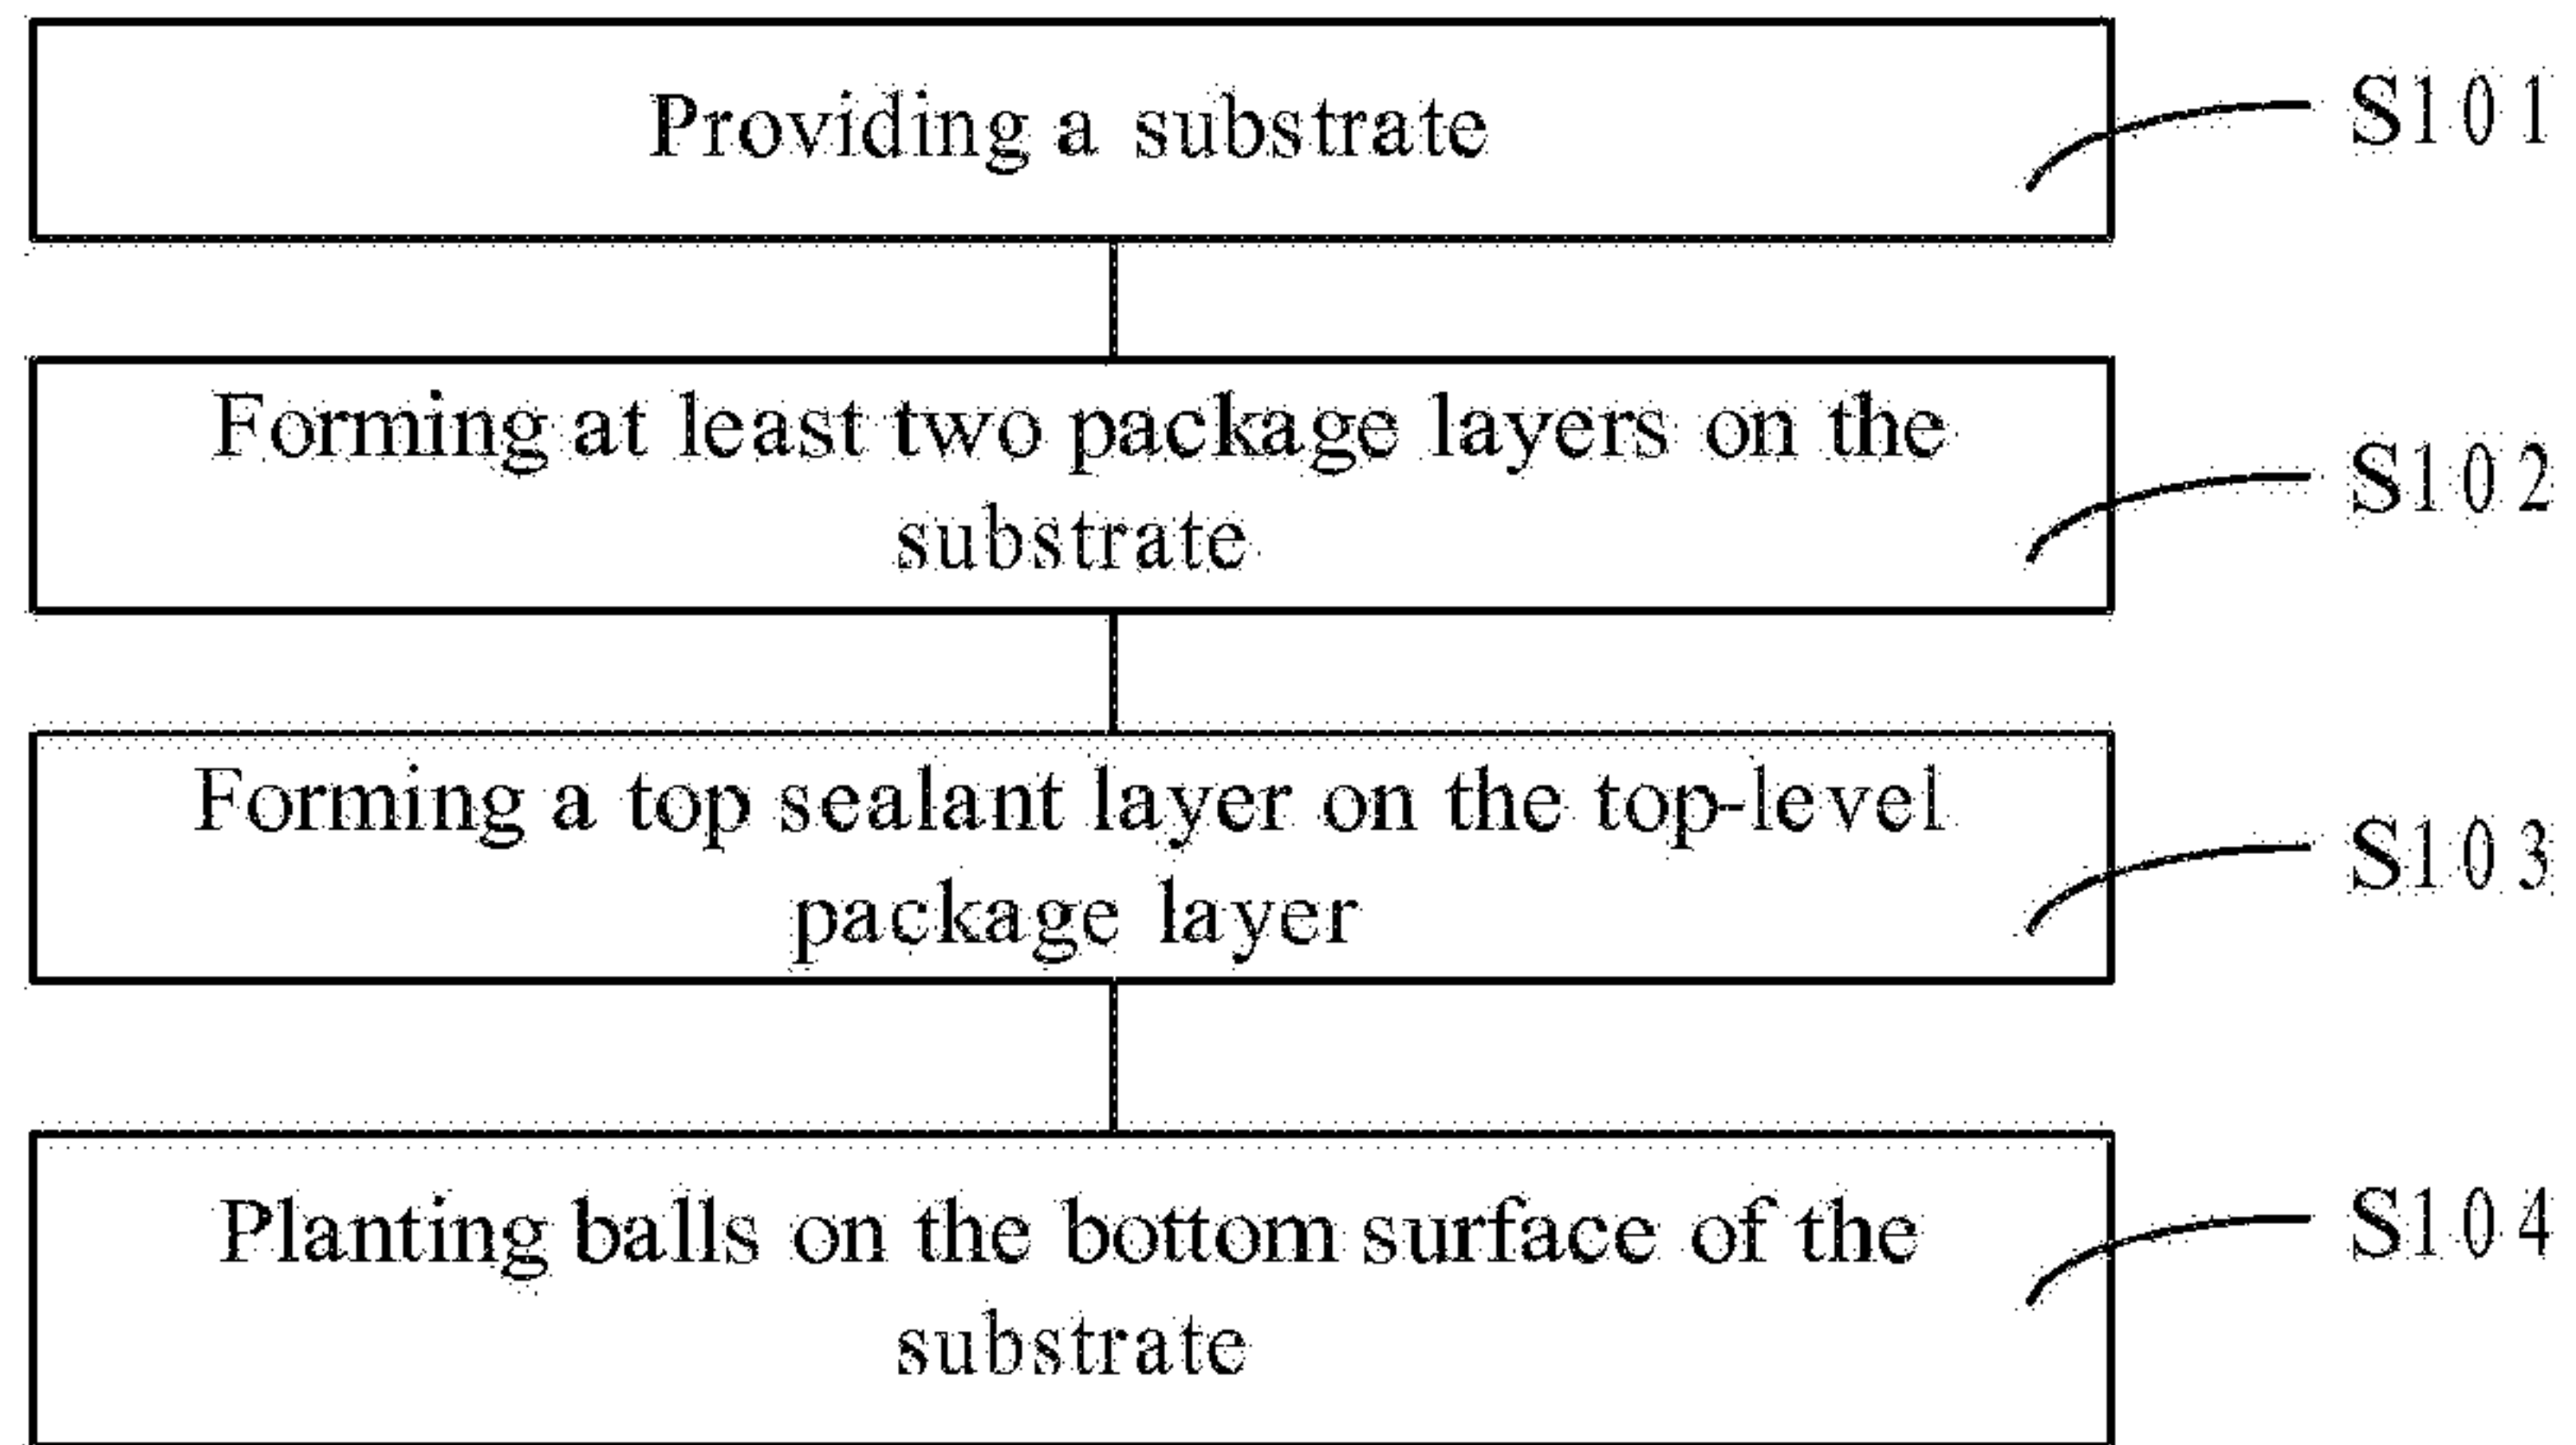 Providing a substrate
S101
Forming at least two package layers on the
substrate
S102
Forming a top sealant layer on the top-level
package layer
S103
Planting balls on the bottom surface of the
substrate
S104